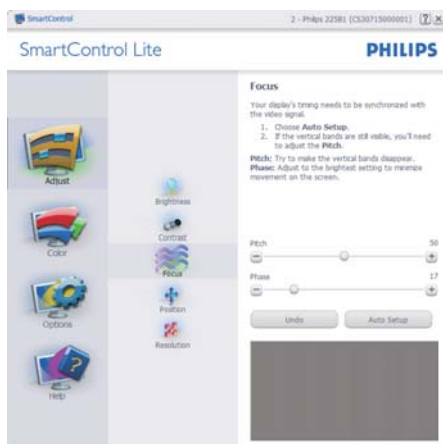 SmartControl
2 - Philips 225B1 (CS30715000001)
SmartControl Lite
PHILIPS
Adjust
Color
Options
Help
Brightness
Contrast
Focus
Position
Resolution
Focus
Your display's timing needs to be synchronized with
the video signal.
1. Choose Auto Setup.
2. If the vertical bands are still visible, you'll need
to adjust the Pitch.
Pitch: Try to make the vertical bands disappear.
Phase: Adjust to the brightest setting to minimize
movement on the screen.
Pitch 50
Phase 17
Undo Auto Setup